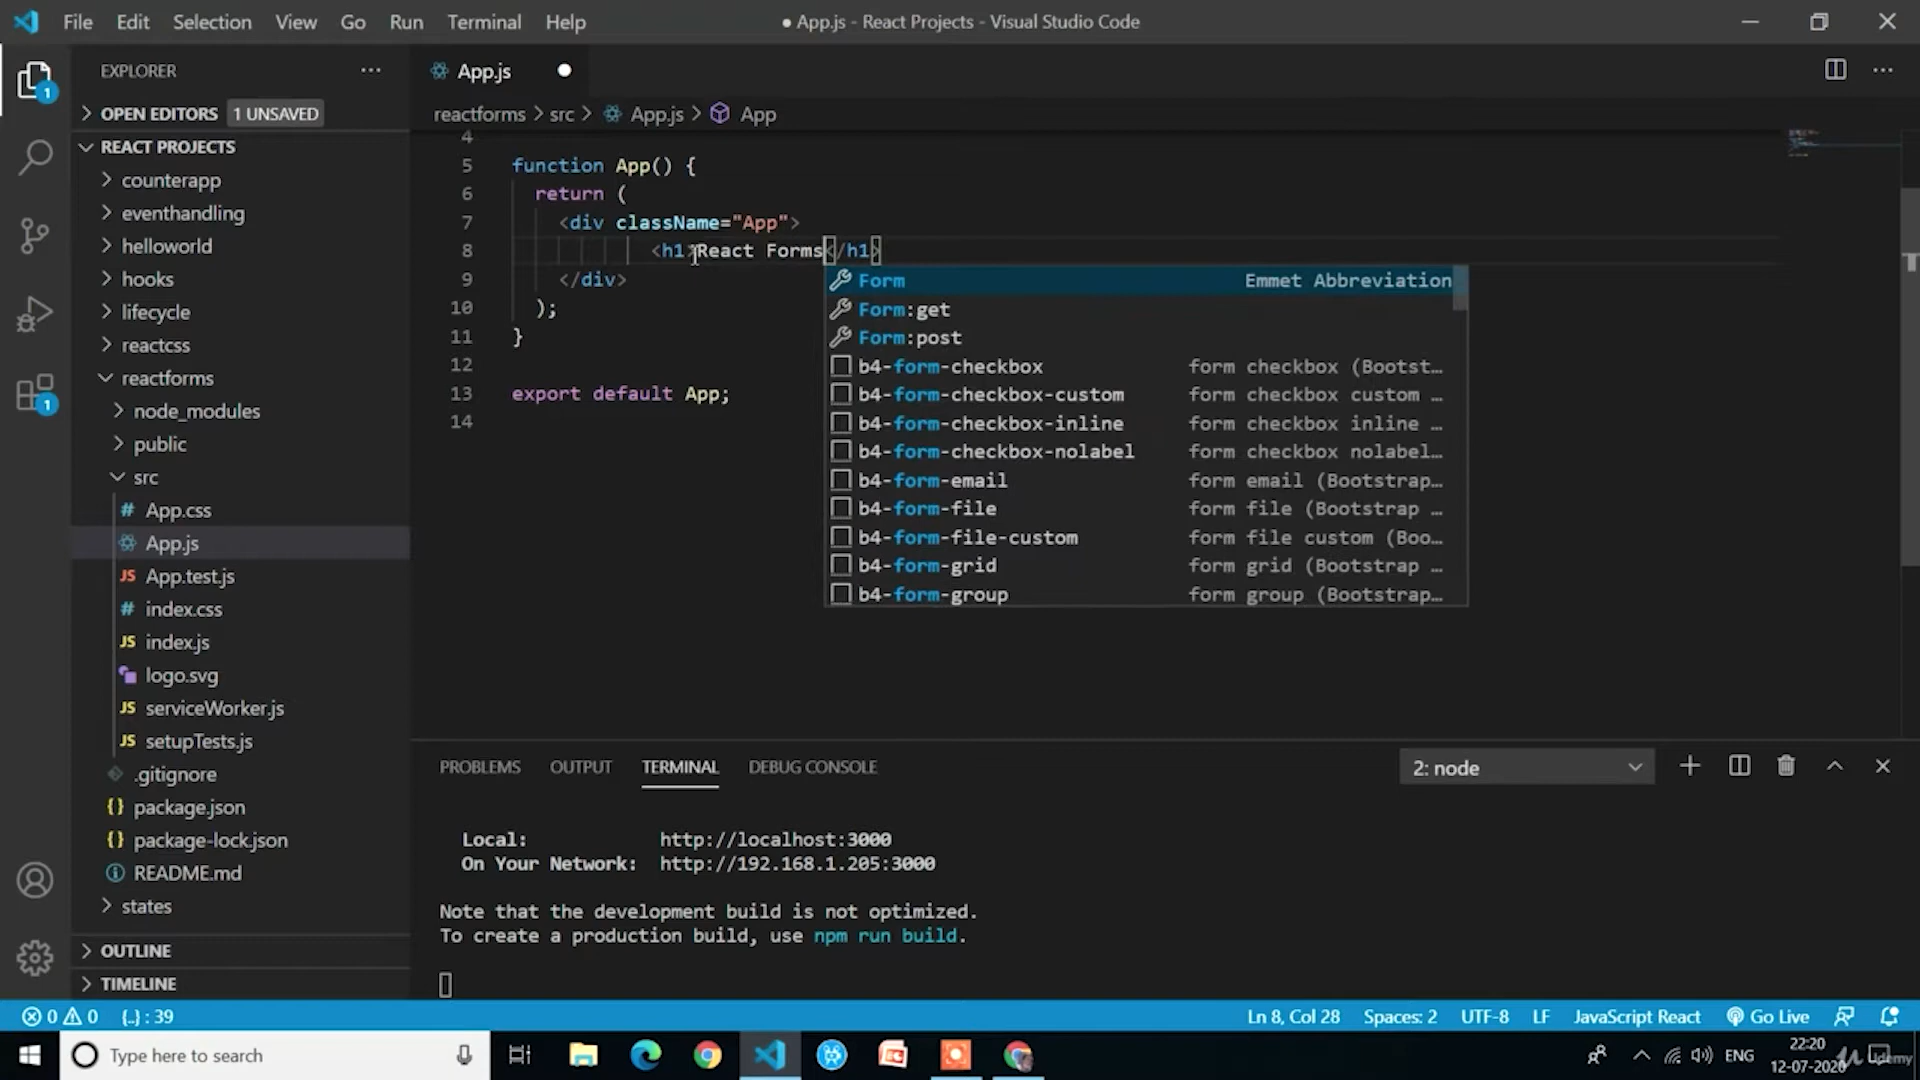 File Edit Selection View Go Run Terminal Help
● App.js - React Projects - Visual Studio Code
EXPLORER
OPEN EDITORS 1 UNSAVED
REACT PROJECTS
counterapp
eventhandling
helloworld
hooks
lifecycle
reactcss
reactforms
node_modules
public
src
# App.css
App.js
JS App.test.js
# index.css
JS index.js
logo.svg
JS serviceWorker.js
JS setupTests.js
.gitignore
{} package.json
{} package-lock.json
README.md
states
OUTLINE
TIMELINE
1
1
App.js
reactforms > src > App.js > App
4
5 function App() {
6 return (
7 <div className="App">
8 <h1>React Forms</h1>
9 </div>
10 );
11 }
12
13 export default App;
14
Form Emmet Abbreviation
Form:get
Form:post
b4-form-checkbox form checkbox (Bootst…
b4-form-checkbox-custom form checkbox custom …
b4-form-checkbox-inline form checkbox inline …
b4-form-checkbox-nolabel form checkbox nolabel…
b4-form-email form email (Bootstrap…
b4-form-file form file (Bootstrap …
b4-form-file-custom form file custom (Boo…
b4-form-grid form grid (Bootstrap …
b4-form-group form group (Bootstrap…
PROBLEMS OUTPUT TERMINAL DEBUG CONSOLE
2: node
Local: http://localhost:3000
On Your Network: http://192.168.1.205:3000
Note that the development build is not optimized.
To create a production build, use npm run build.
0 0 {..} : 39
Ln 8, Col 28 Spaces: 2 UTF-8 LF JavaScript React Go Live
Type here to search
ENG
22:20
12-07-2020
Udemy